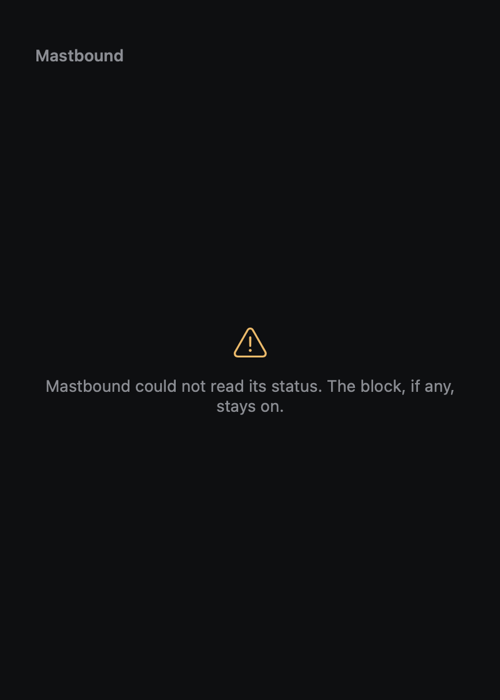 Mastbound
Mastbound could not read its status. The block, if any,
stays on.